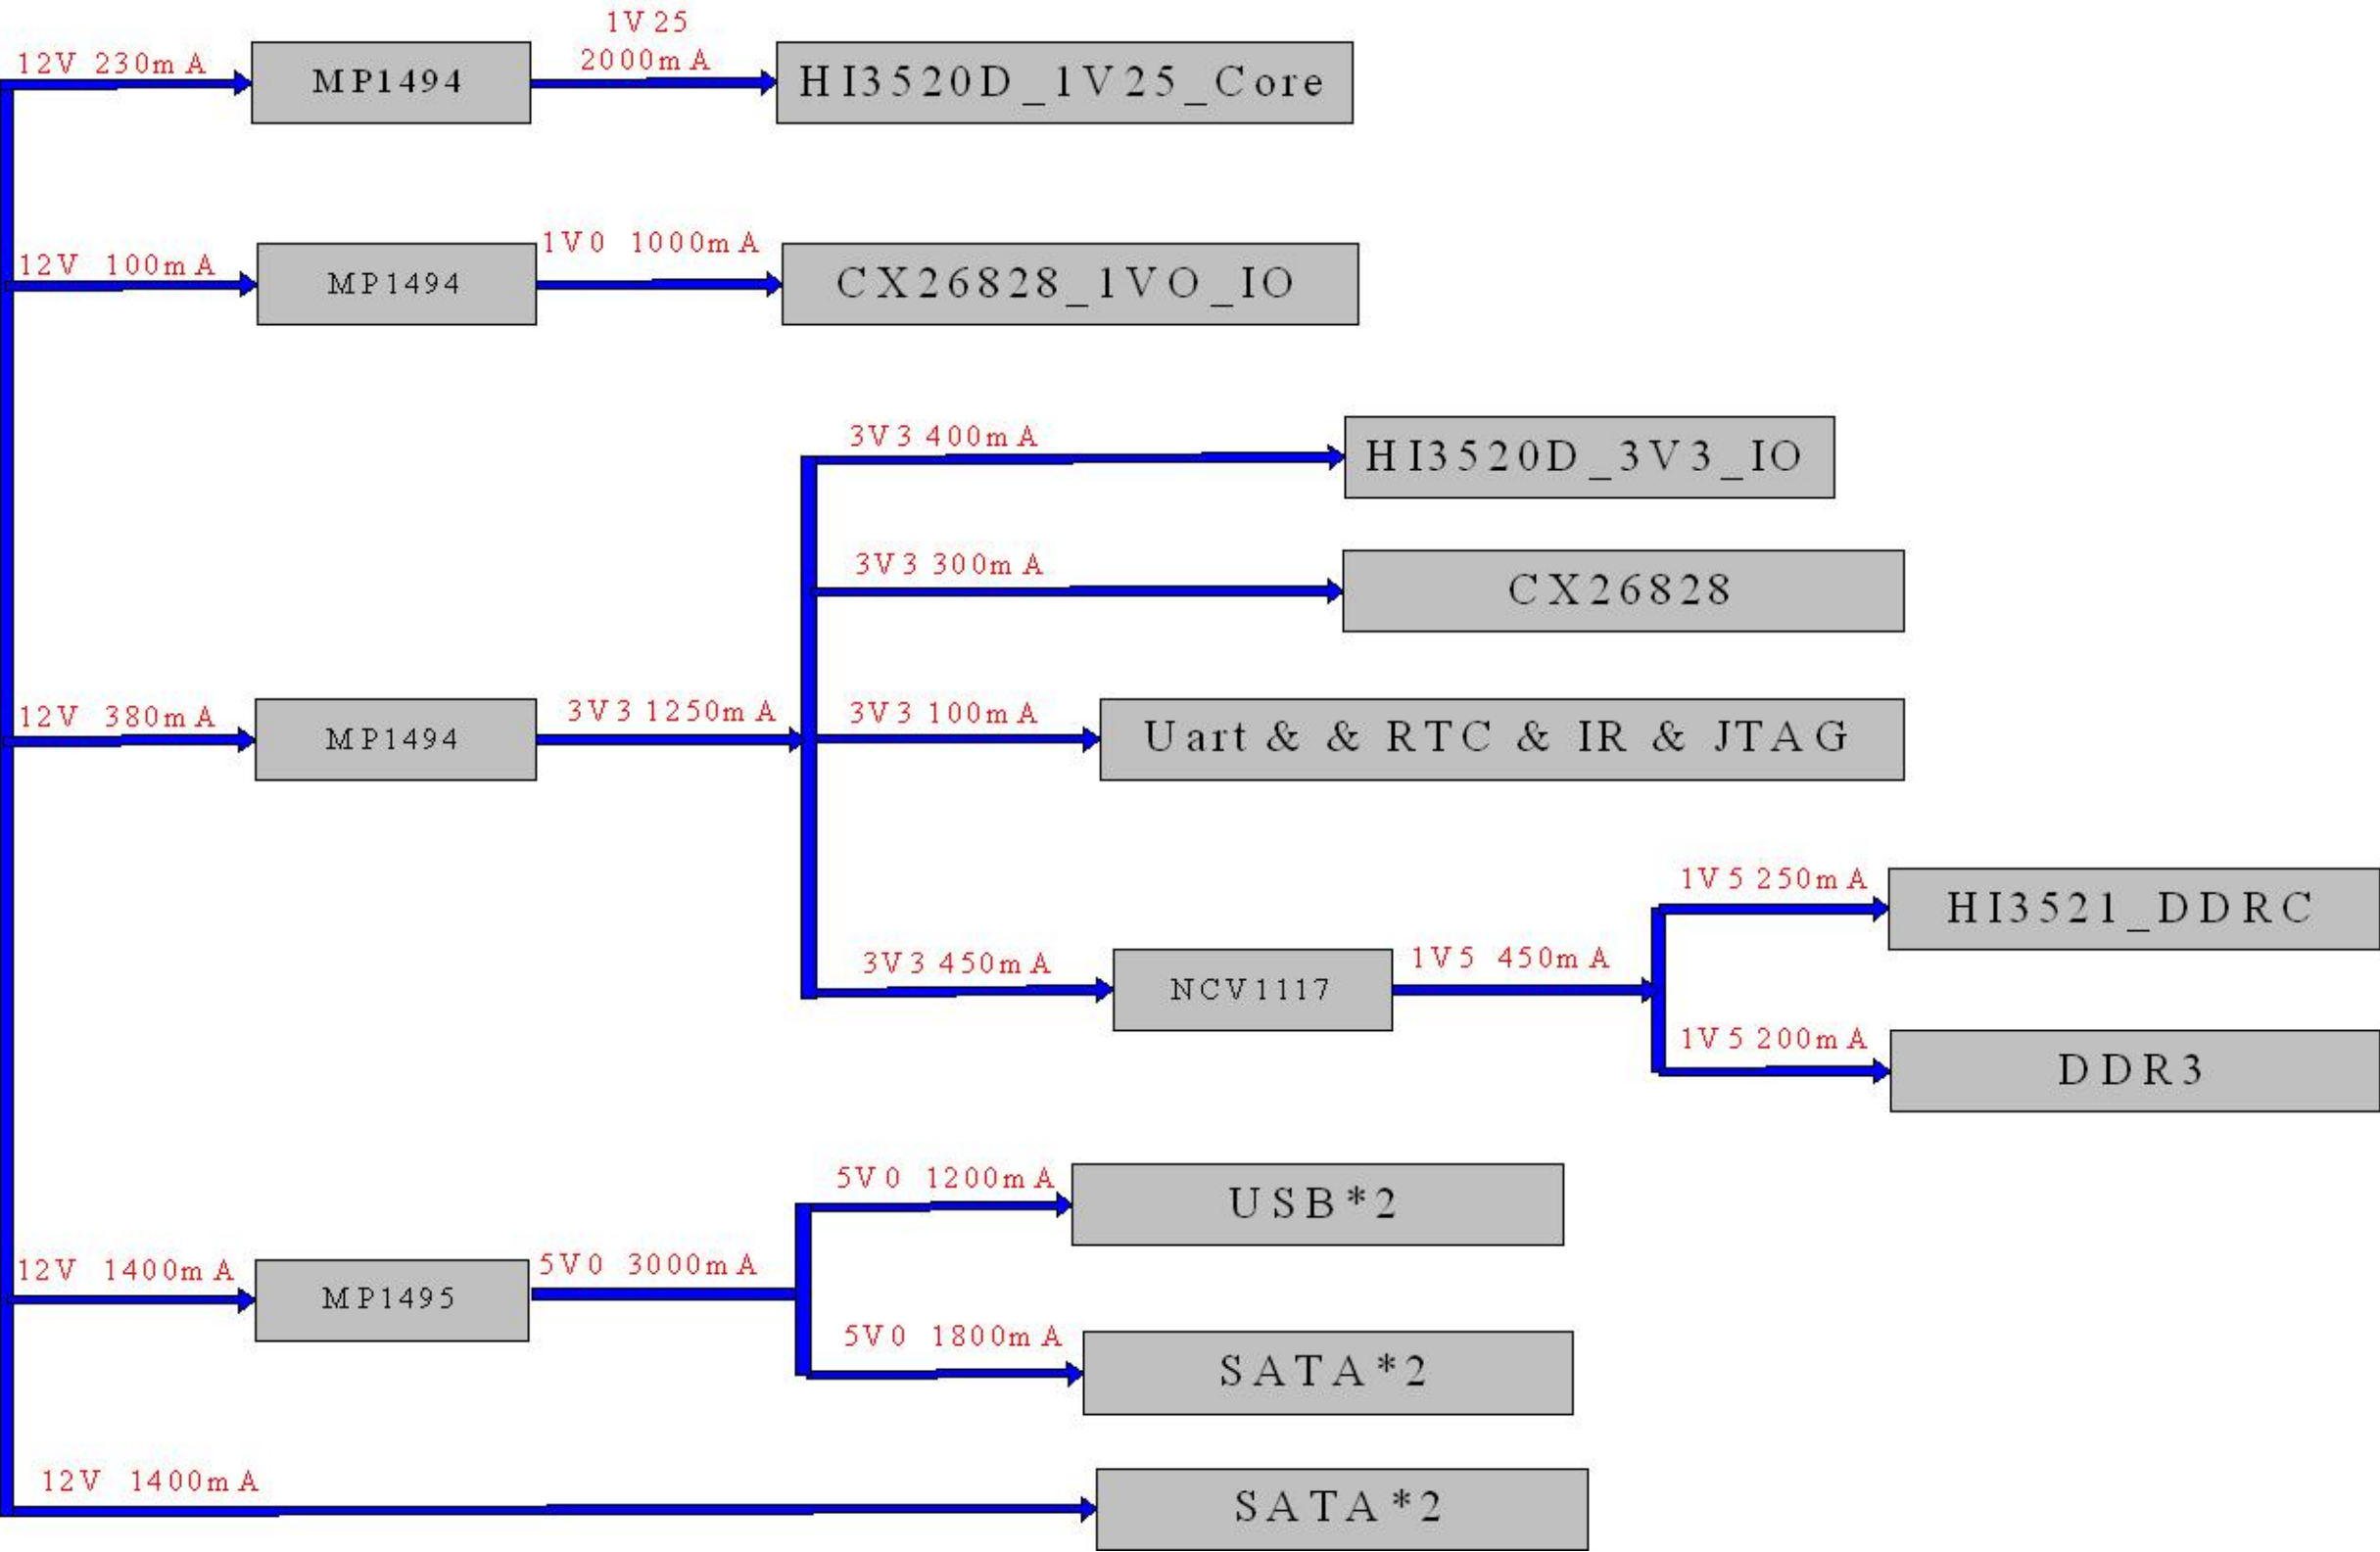 1V25
12V 230mA
2000mA
MP1494
HI3520D_1V25_Core
12V 100mA
MP1494
1V0 1000mA
CX26828_1VO_IO
3V3 400mA
HI3520D_3V3_IO
3V3 300mA
CX26828
12V 380mA
MP1494
3V3 1250mA
3V3 100mA
Uart & & RTC & IR & JTAG
3V3 450mA
NCV1117
1V5 450mA
1V5 250mA
HI3521_DDRC
1V5 200mA
DDR3
12V 1400mA
MP1495
5V0 3000mA
5V0 1200mA
USB*2
5V0 1800mA
SATA*2
12V 1400mA
SATA*2